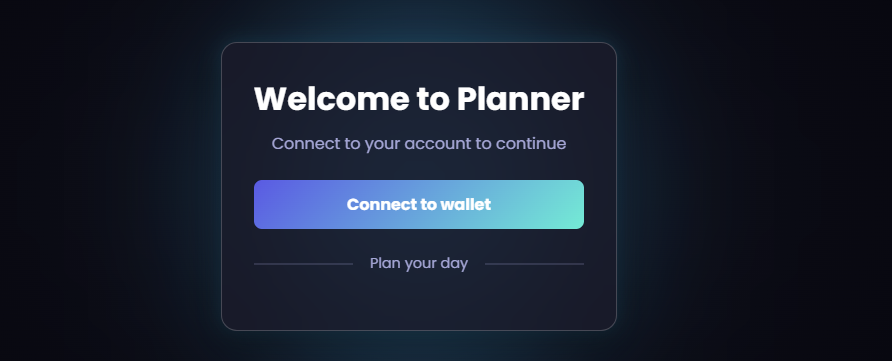 Welcome to Planner
Connect to your account to continue
Connect to wallet
Plan your day